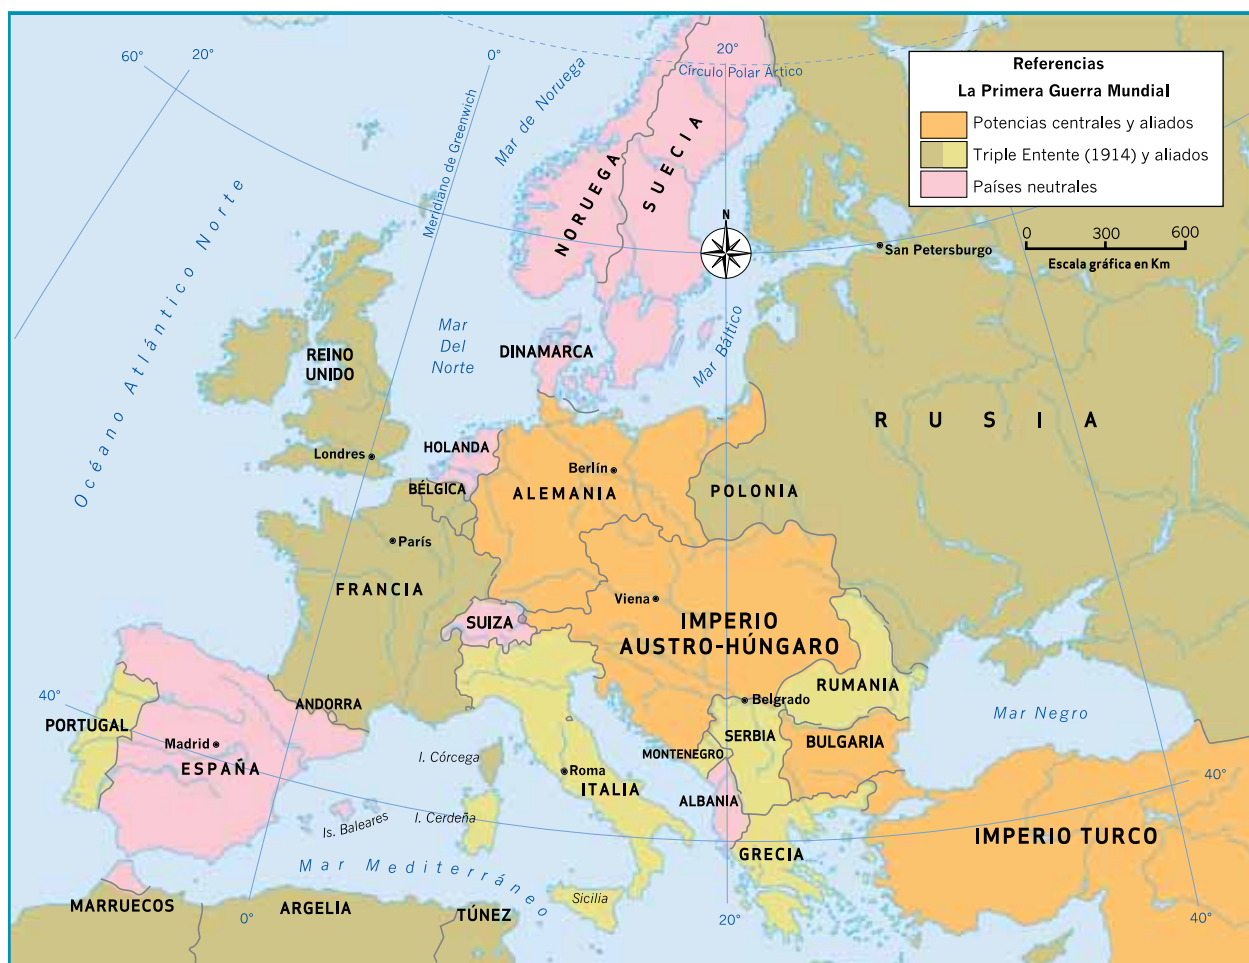 60°
20°
0°
20°
Círculo Polar Ártico
Referencias
La Primera Guerra Mundial
Potencias centrales y aliados
Triple Entente (1914) y aliados
Países neutrales
Océano Atlántico Norte
Meridiano de Greenwich
Mar de Noruega
NORUEGA
SUECIA
N
San Petersburgo
0 300 600
Escala gráfica en Km
Mar
Del
Norte
DINAMARCA
Mar Báltico
REINO
UNIDO
RUSIA
Londres
HOLANDA
BÉLGICA
Berlín
ALEMANIA
POLONIA
París
FRANCIA
Viena
SUIZA
IMPERIO
AUSTRO-HÚNGARO
RUMANIA
40°
ANDORRA
Belgrado
PORTUGAL
Mar Negro
Madrid
ESPAÑA
I. Córcega
MONTENEGRO
SERBIA
BULGARIA
Roma
ITALIA
40°
ALBANIA
Is. Baleares
I. Cerdeña
IMPERIO TURCO
GRECIA
Mar Mediterráneo
Sicilia
MARRUECOS
ARGELIA
TÚNEZ
0°
20°
40°